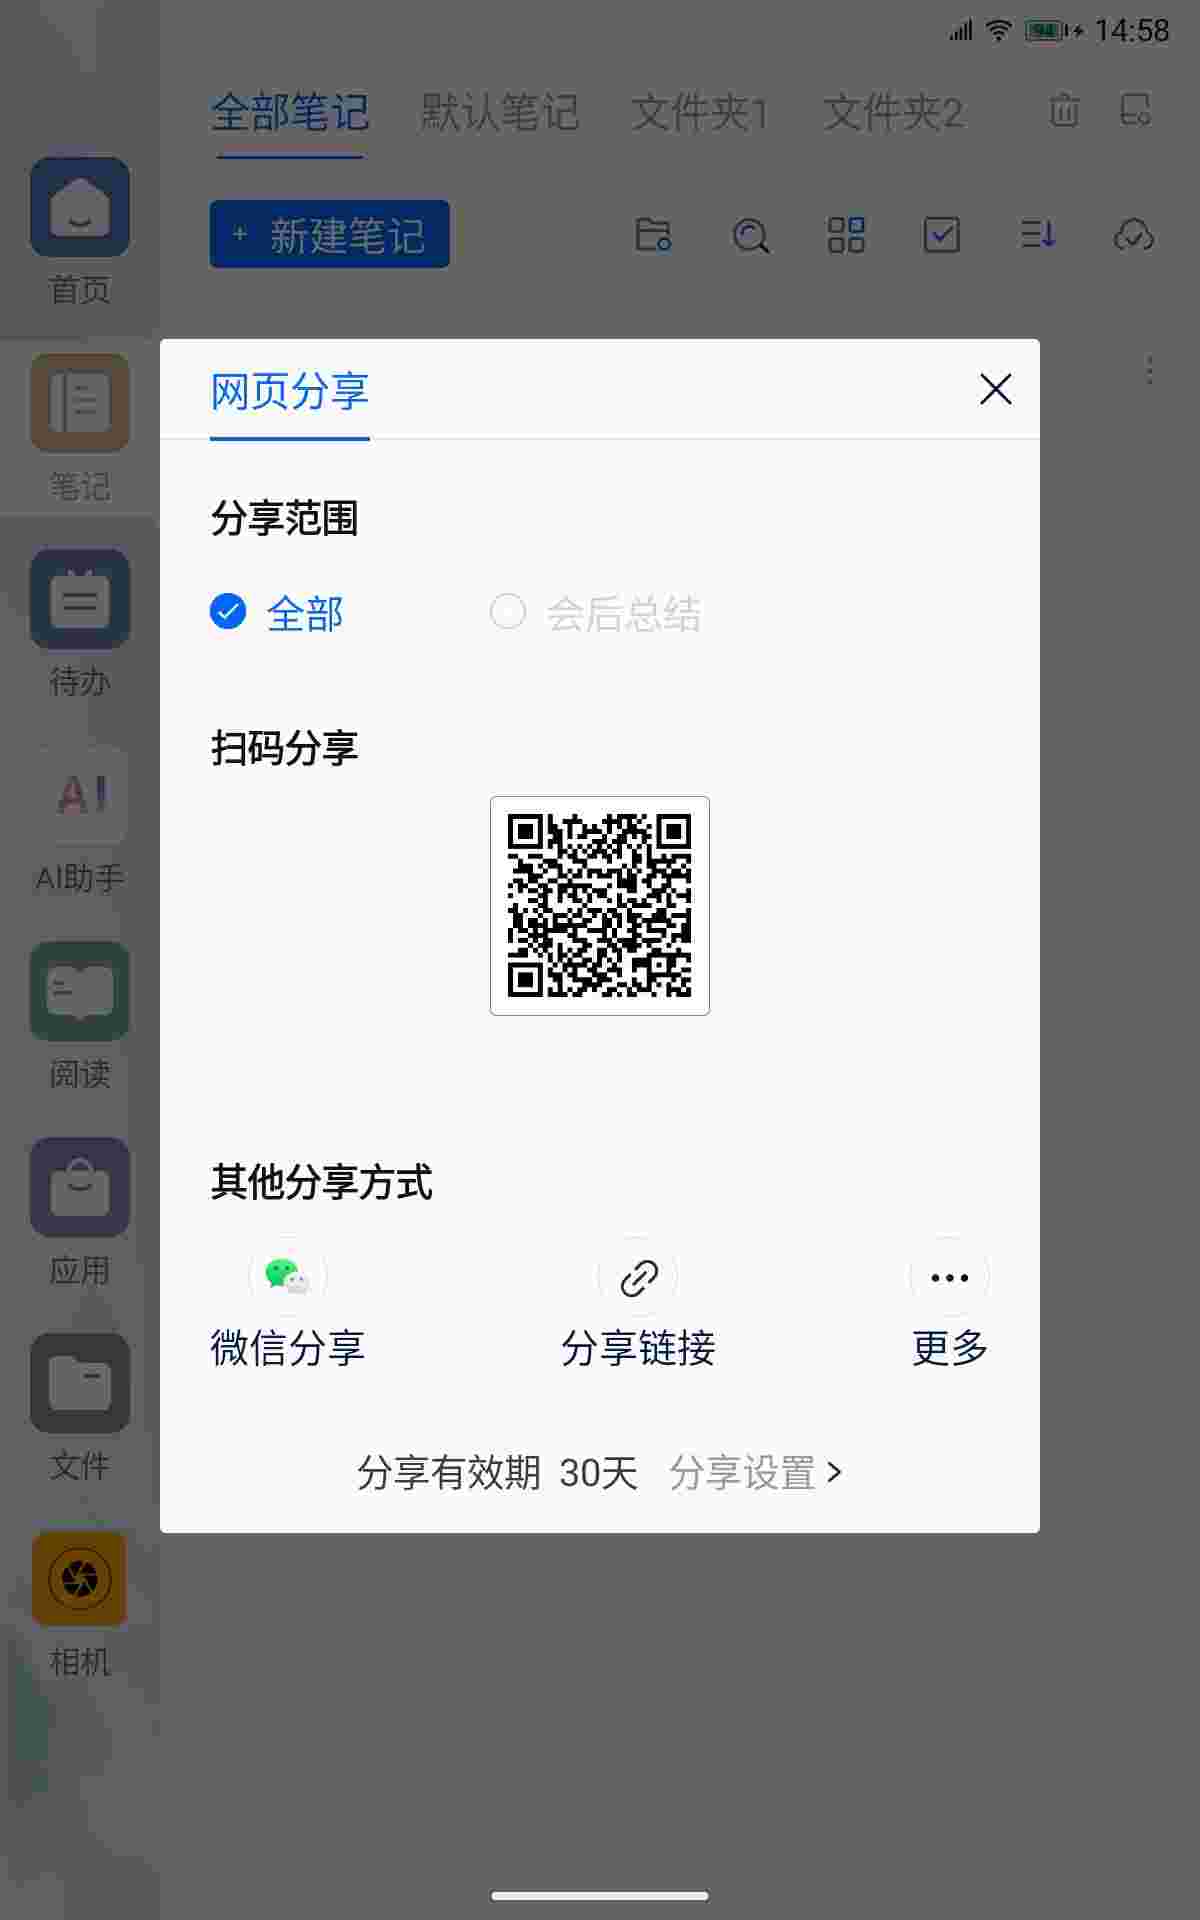 94 14:58
全部笔记 默认笔记 文件夹1 文件夹2
+ 新建笔记
首页
笔记
待办
AI
AI助手
阅读
应用
文件
相机
网页分享
分享范围
全部 会后总结
扫码分享
其他分享方式
微信分享 分享链接 更多
分享有效期 30天 分享设置 >